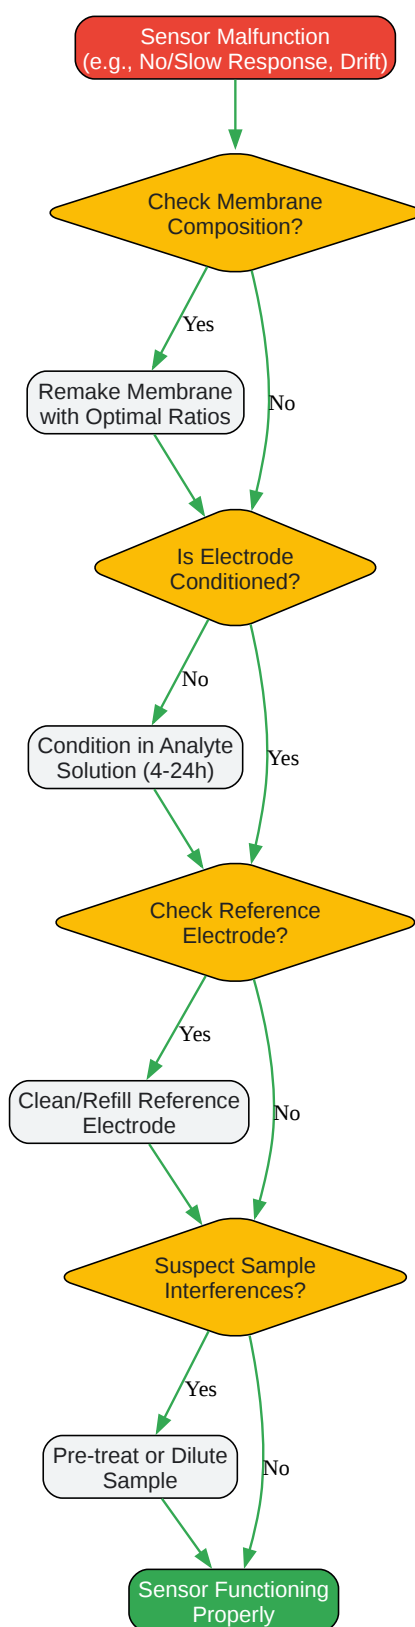 Sensor Malfunction
(e.g., No/Slow Response, Drift)
Check Membrane
Composition?
Yes
Remake Membrane
with Optimal Ratios
No
Is Electrode
Conditioned?
No
Condition in Analyte
Solution (4-24h)
Yes
Check Reference
Electrode?
Yes
Clean/Refill Reference
Electrode
No
Suspect Sample
Interferences?
Yes
Pre-treat or Dilute
Sample
No
Sensor Functioning
Properly